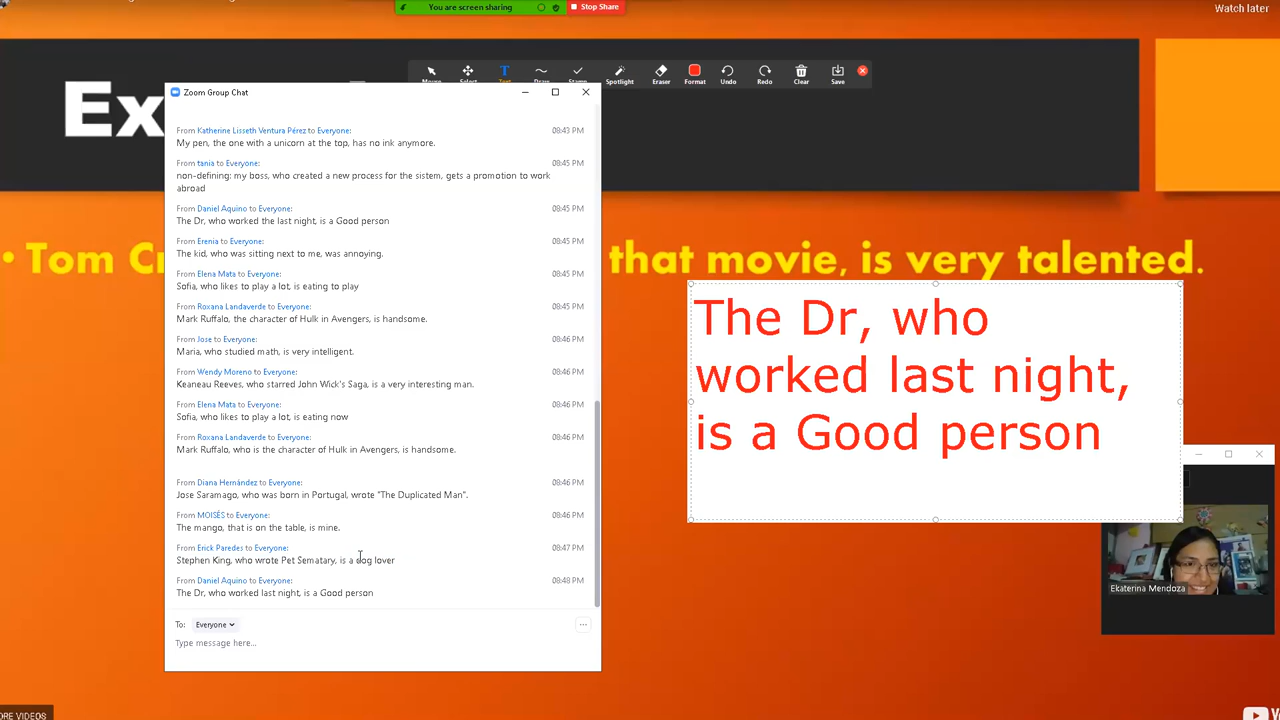 You are screen sharing
Stop Share
Watch later
Ex
Select
Spotlight
Eraser
Format
Undo
Redo
Clear
Save
Zoom Group Chat
From Katherine Lisseth Ventura Pérez to Everyone: 08:43 PM
My pen, the one with a unicorn at the top, has no ink anymore.
From tania to Everyone: 08:45 PM
non-defining: my boss, who created a new process for the sistem, gets a promotion to work
abroad
From Daniel Aquino to Everyone: 08:45 PM
The Dr, who worked the last night, is a Good person
From Erenia to Everyone: 08:45 PM
The kid, who was sitting next to me, was annoying.
From Elena Mata to Everyone: 08:45 PM
Sofia, who likes to play a lot, is eating to play
From Roxana Landaverde to Everyone: 08:45 PM
Mark Ruffalo, the character of Hulk in Avengers, is handsome.
From Jose to Everyone: 08:46 PM
Maria, who studied math, is very intelligent.
From Wendy Moreno to Everyone: 08:46 PM
Keaneau Reeves, who starred John Wick's Saga, is a very interesting man.
From Elena Mata to Everyone: 08:46 PM
Sofia, who likes to play a lot, is eating now
From Roxana Landaverde to Everyone: 08:46 PM
Mark Ruffalo, who is the character of Hulk in Avengers, is handsome.
From Diana Hernández to Everyone: 08:46 PM
Jose Saramago, who was born in Portugal, wrote "The Duplicated Man".
From MOISÉS to Everyone: 08:46 PM
The mango, that is on the table, is mine.
From Erick Paredes to Everyone: 08:47 PM
Stephen King, who wrote Pet Sematary, is a dog lover
From Daniel Aquino to Everyone: 08:48 PM
The Dr, who worked last night, is a Good person
To: Everyone
Type message here...
• Tom Cr
that movie, is very talented.
The Dr, who
worked last night,
is a Good person
Ekaterina Mendoza
ORE VIDEOS